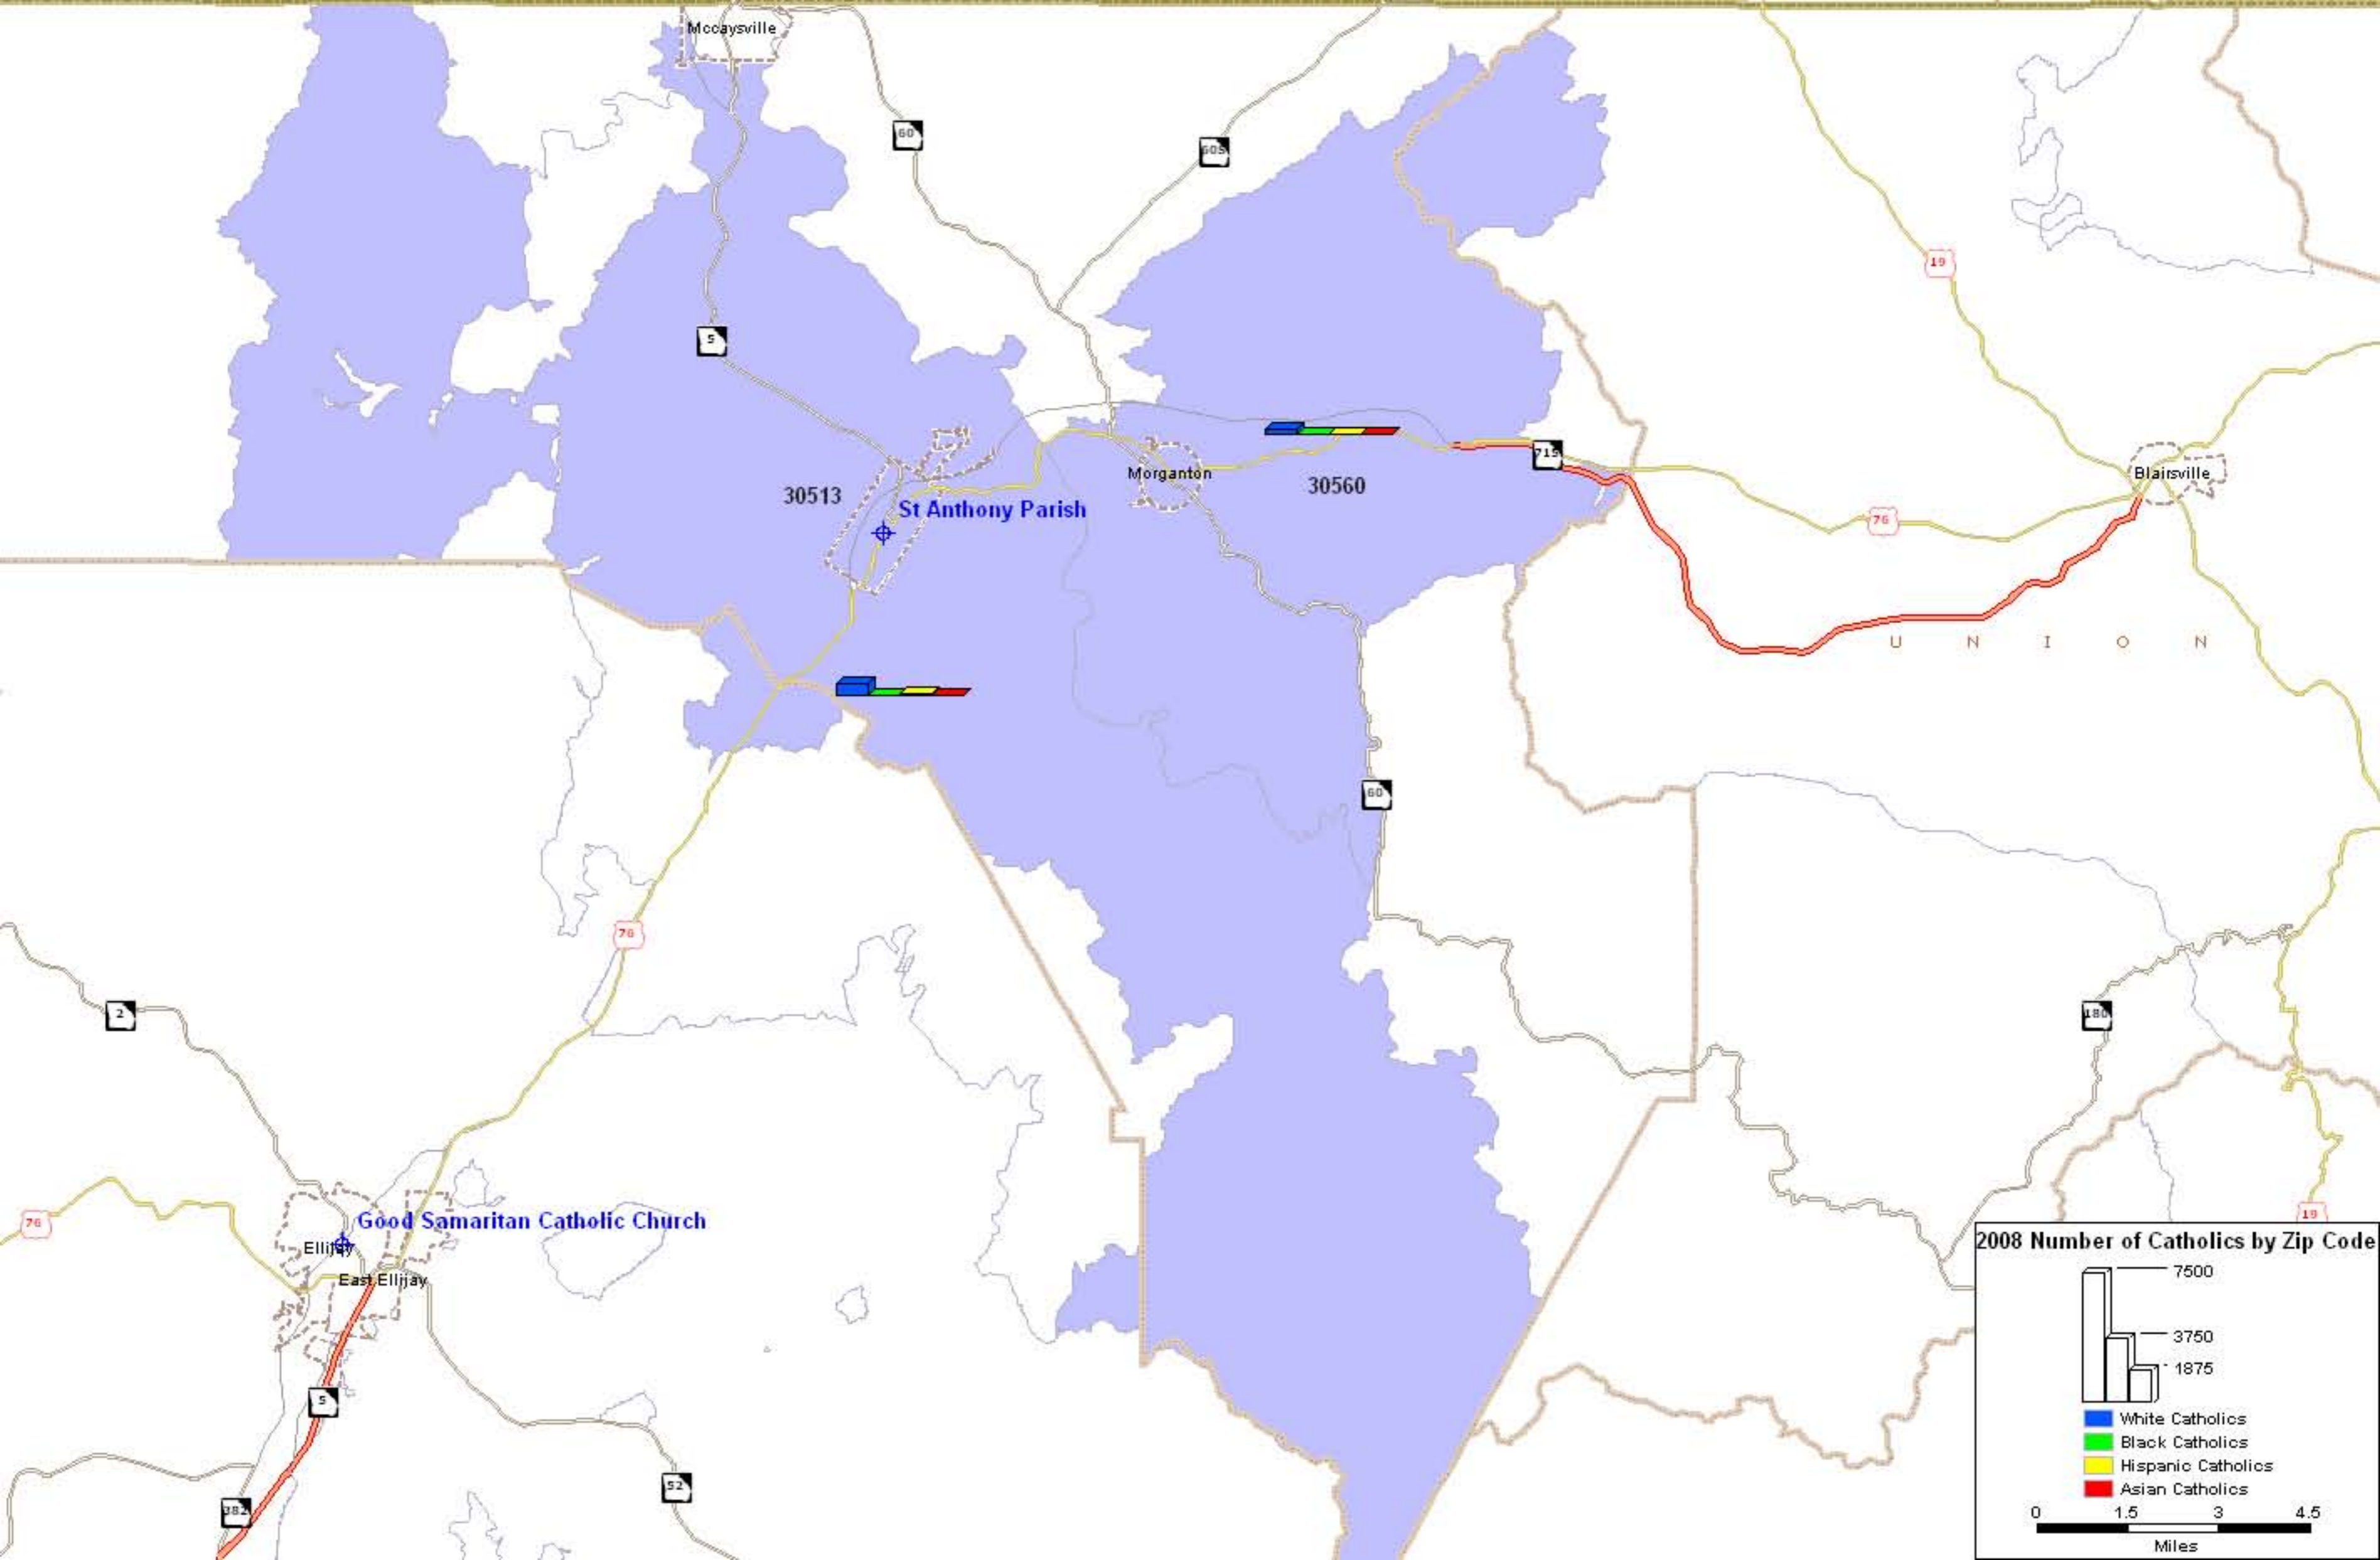 Mccaysville
60
60S
19
5
715
Morganton
Blairsville
30513
30560
St Anthony Parish
76
U N I O N
60
76
2
180
76
Good Samaritan Catholic Church
Ellijay
East Ellijay
19
5
52
382
2008 Number of Catholics by Zip Code
7500
3750
1875
White Catholics
Black Catholics
Hispanic Catholics
Asian Catholics
0 1.5 3 4.5
Miles